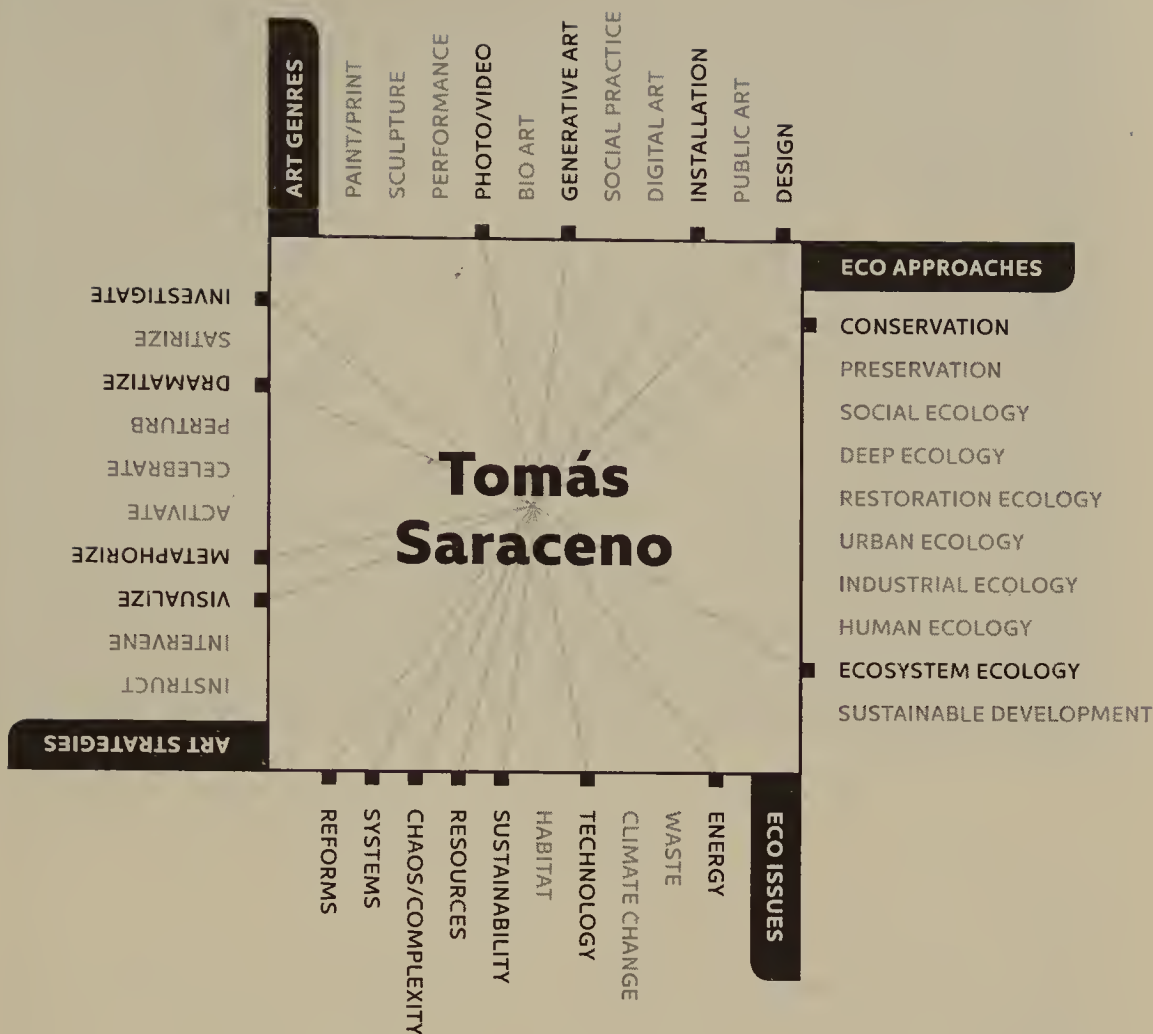 ART GENRES
PAINT/PRINT
SCULPTURE
PERFORMANCE
PHOTO/VIDEO
BIO ART
GENERATIVE ART
SOCIAL PRACTICE
DIGITAL ART
INSTALLATION
PUBLIC ART
DESIGN
ECO APPROACHES
CONSERVATION
PRESERVATION
SOCIAL ECOLOGY
DEEP ECOLOGY
RESTORATION ECOLOGY
URBAN ECOLOGY
INDUSTRIAL ECOLOGY
HUMAN ECOLOGY
ECOSYSTEM ECOLOGY
SUSTAINABLE DEVELOPMENT
ECO ISSUES
ENERGY
WASTE
CLIMATE CHANGE
TECHNOLOGY
HABITAT
SUSTAINABILITY
RESOURCES
CHAOS/COMPLEXITY
SYSTEMS
REFORMS
ART STRATEGIES
INSTRUCT
INTERVENE
VISUALIZE
METAPHORIZE
ACTIVATE
CELEBRATE
PERTURB
DRAMATIZE
SATIRIZE
INVESTIGATE
Tomás
Saraceno